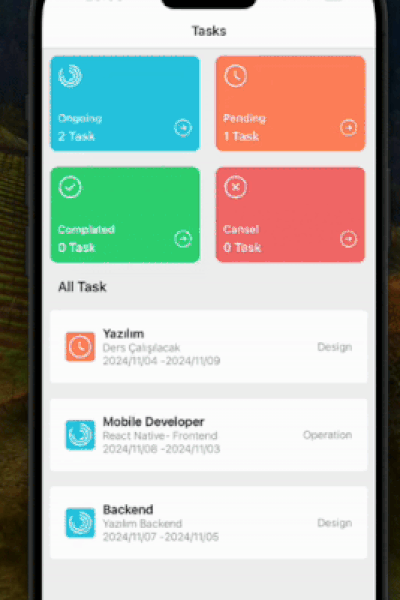 Tasks
Ongoing
2 Task
Pending
1 Task
Complated
0 Task
Cansel
0 Task
All Task
Yazılım
Ders Çalışılacak
2024/11/04 -2024/11/09
Design
Mobile Developer
React Native- Frontend
2024/11/08 -2024/11/03
Operation
Backend
Yazılım Backend
2024/11/07 -2024/11/05
Design